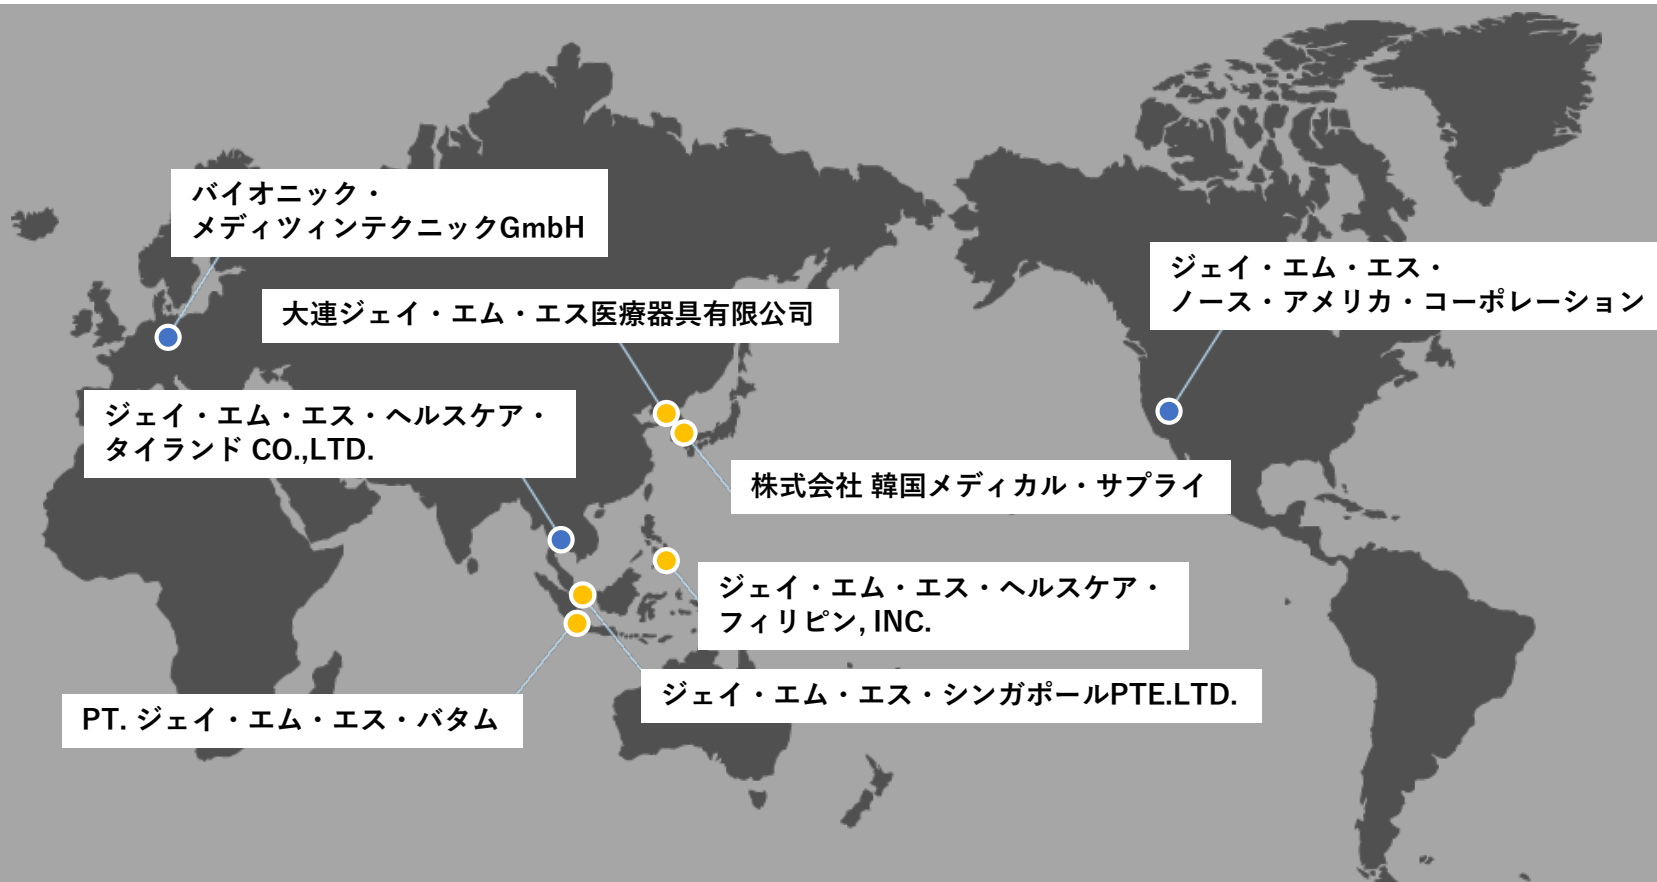 バイオニック・
メディツィンテクニックGmbH
ジェイ・エム・エス・
ノース・アメリカ・コーポレーション
大連ジェイ・エム・エス医療器具有限公司
ジェイ・エム・エス・ヘルスケア・
タイランド CO.,LTD.
株式会社 韓国メディカル・サプライ
ジェイ・エム・エス・ヘルスケア・
フィリピン, INC.
ジェイ・エム・エス・シンガポールPTE.LTD.
PT. ジェイ・エム・エス・バタム